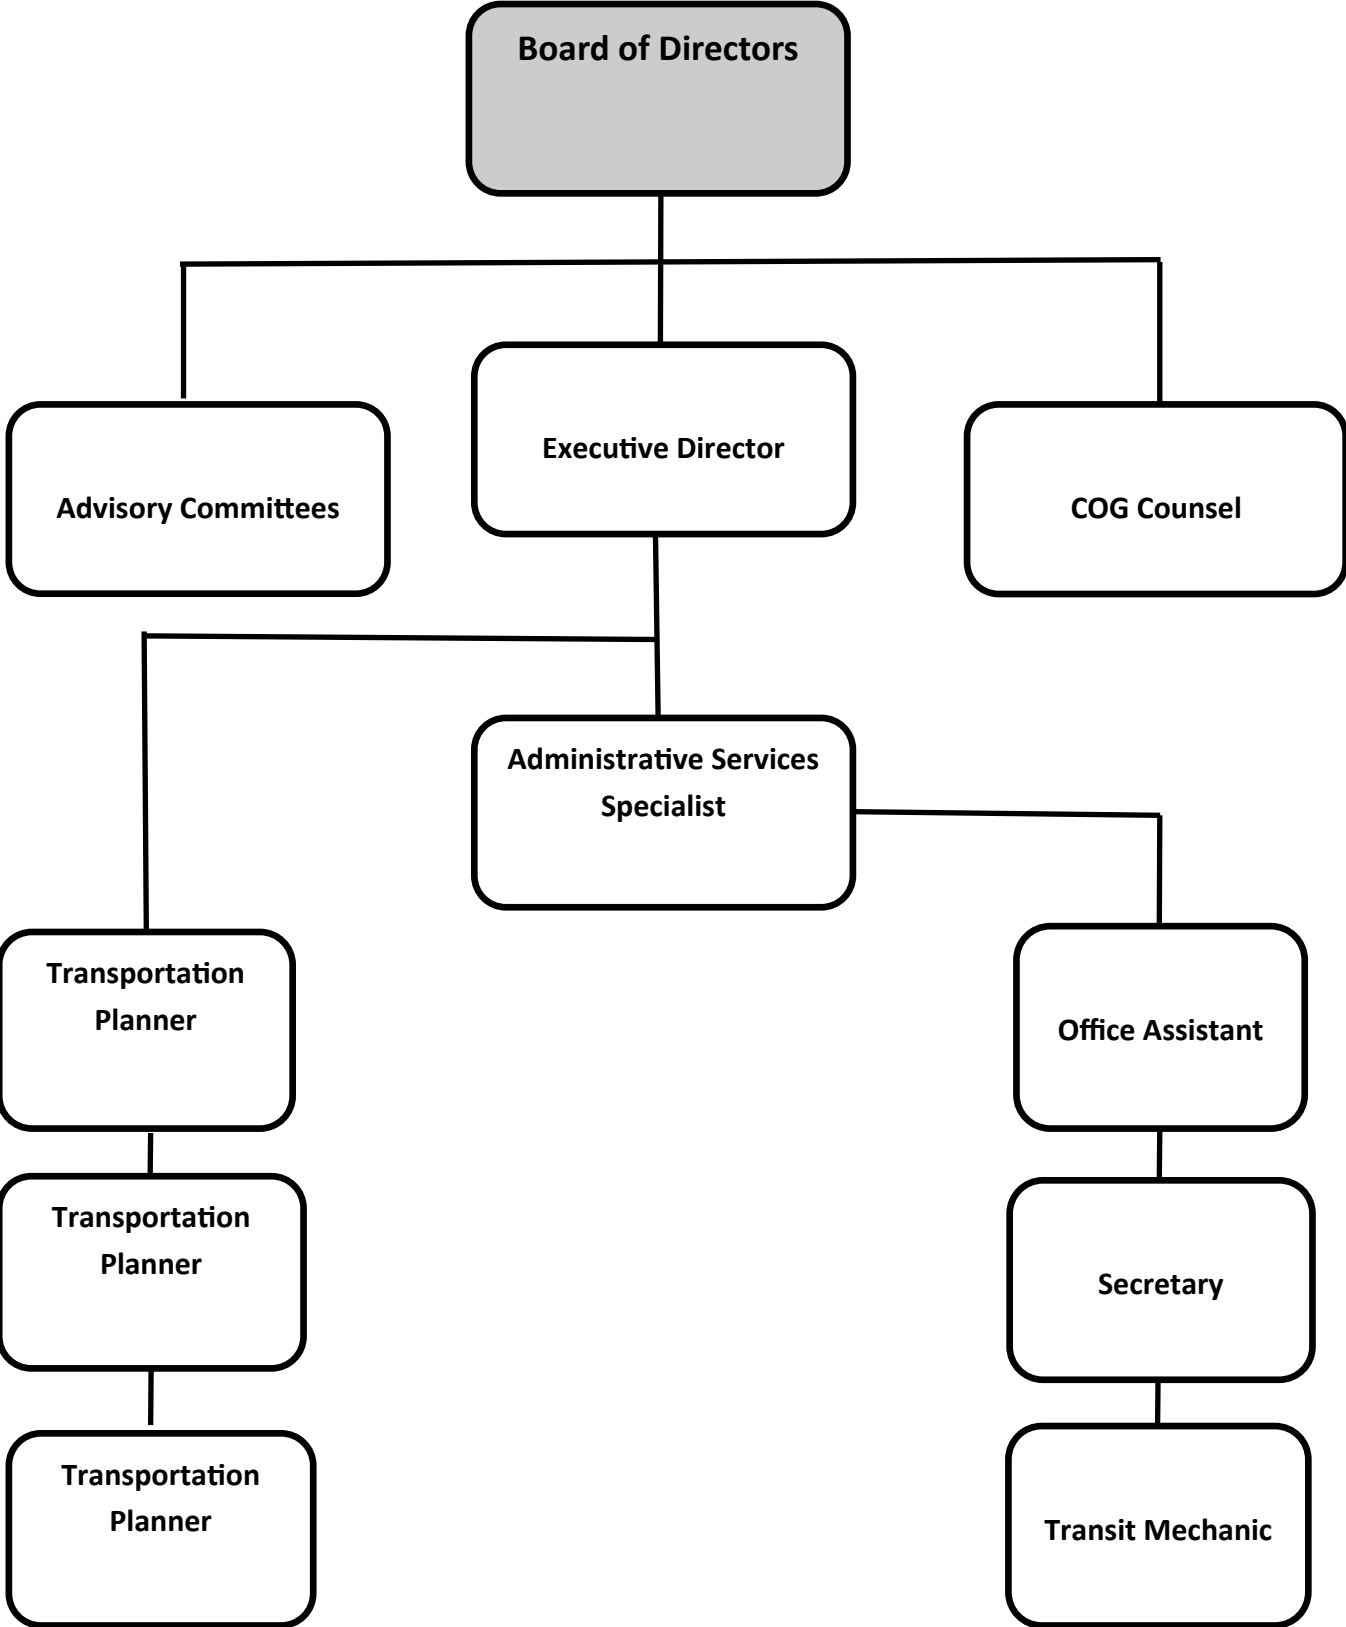 Board of Directors
Executive Director
Advisory Committees
COG Counsel
Administrative Services
Specialist
Transportation
Planner
Office Assistant
Transportation
Planner
Secretary
Transportation
Planner
Transit Mechanic